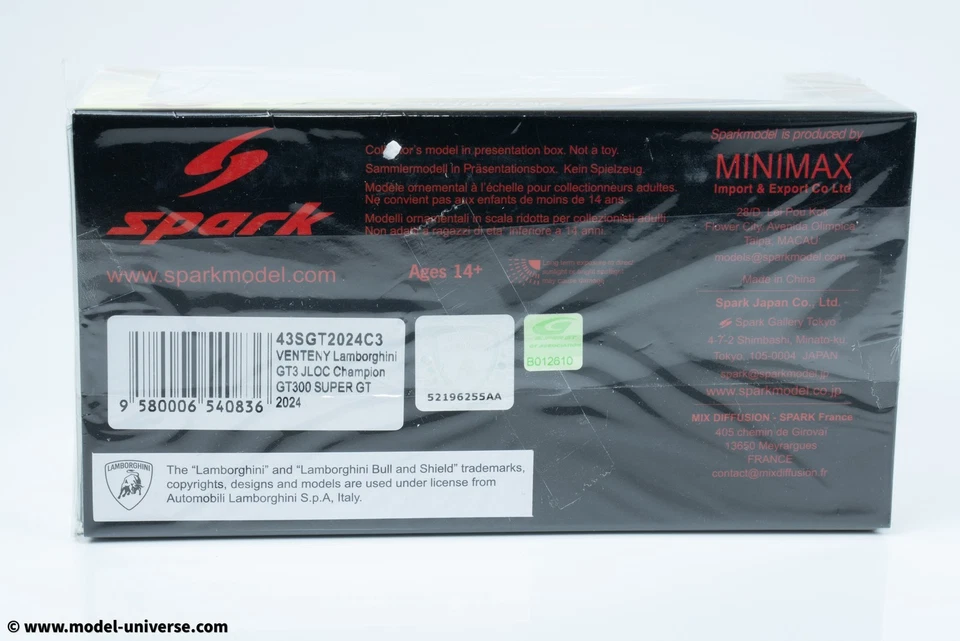 spark
www.sparkmodel.com
Collector's model in presentation box. Not a toy.
Sammlermodell in Präsentationsbox. Kein Spielzeug.
Modèle ornemental à l'échelle pour collectionneurs adultes.
Ne convient pas aux enfants de moins de 14 ans.
Modelli ornamentali in scala ridotta per collezionisti adulti.
Non adatto a ragazzi di eta' inferiore a 14 anni.
Ages 14+
Sparkmodel is produced by
MINIMAX
Import & Export Co Ltd
28/D, Lei Pou Kok
Flower City, Avenida Olimpica
Taipa, MACAU
models@sparkmodel.com
Made in China
Spark Japan Co., Ltd.
Spark Gallery Tokyo
4-7-2 Shimbashi, Minato-ku,
Tokyo, 105-0004 JAPAN
spark@sparkmodel.jp
www.sparkmodel.co.jp
MIX DIFFUSION - SPARK France
405 chemin de Giroval
13650 Meyrargues
FRANCE
contact@mixdiffusion.fr
43SGT2024C3
VENTENY Lamborghini
GT3 JLOC Champion
GT300 SUPER GT
2024
9 580006 540836
52196255AA
B012610
LAMBORGHINI
The "Lamborghini" and "Lamborghini Bull and Shield" trademarks,
copyrights, designs and models are used under license from
Automobili Lamborghini S.p.A, Italy.
© www.model-universe.com